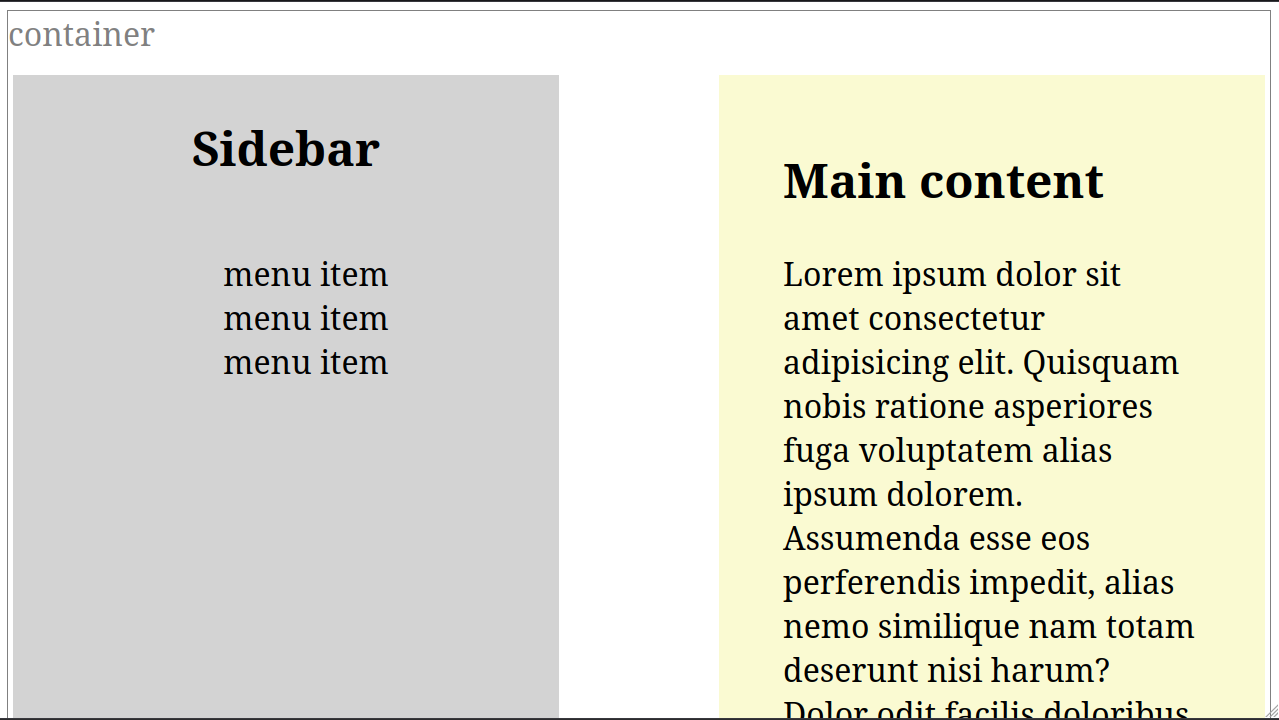 container
Sidebar
menu item
menu item
menu item
Main content
Lorem ipsum dolor sit
amet consectetur
adipisicing elit. Quisquam
nobis ratione asperiores
fuga voluptatem alias
ipsum dolorem.
Assumenda esse eos
perferendis impedit, alias
nemo similique nam totam
deserunt nisi harum?
Dolor odit facilis doloribus